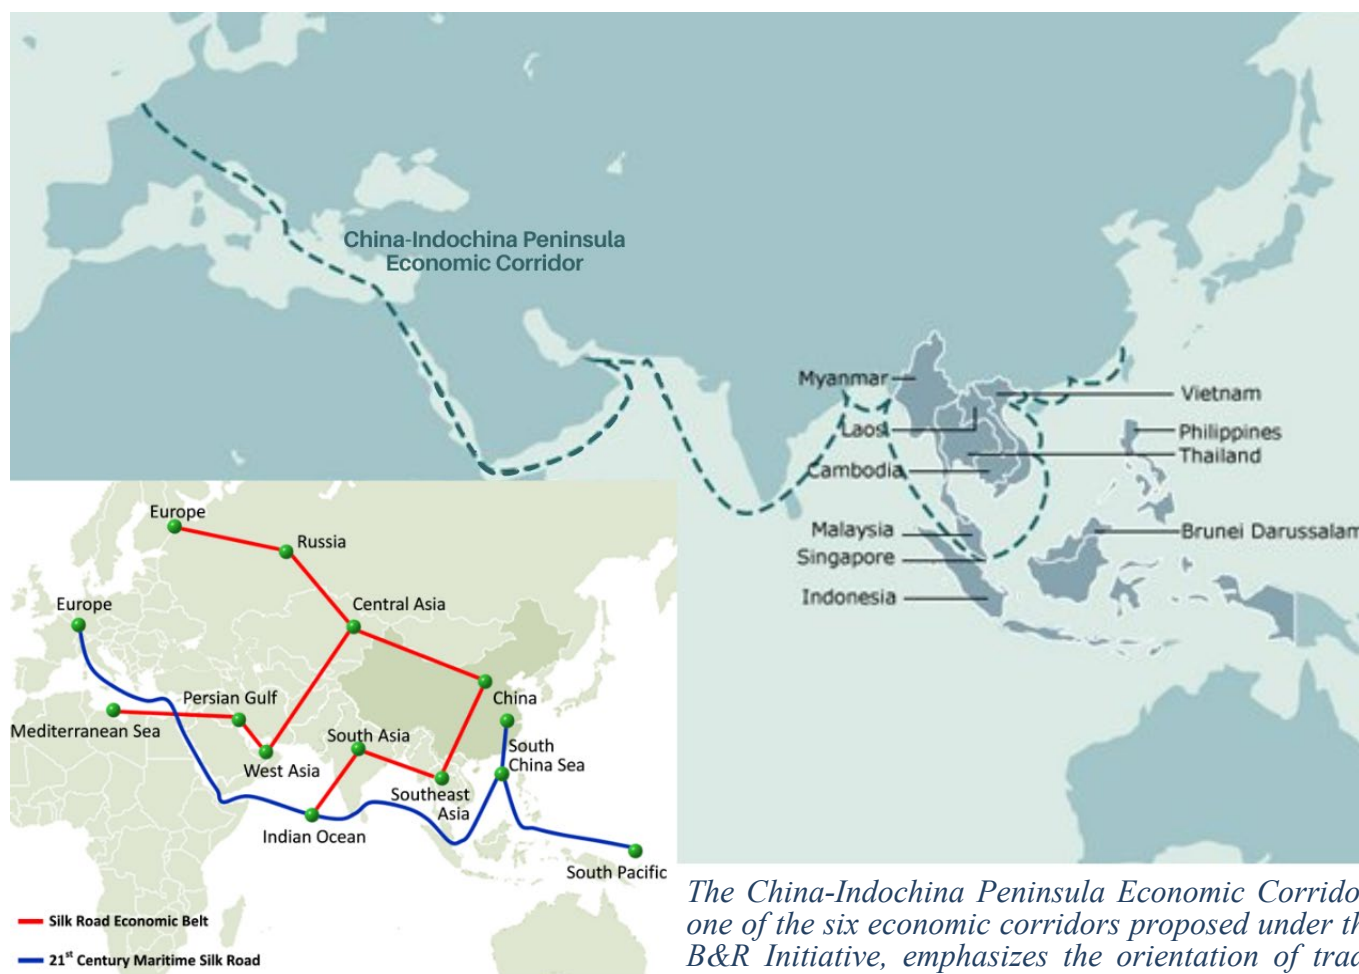 China-Indochina Peninsula
Economic Corridor
Myanmar
Vietnam
Laos
Philippines
Thailand
Cambodia
Malaysia
Brunei Darussalam
Singapore
Indonesia
Europe
Russia
Europe
Central Asia
Persian Gulf
China
Mediterranean Sea
South Asia
West Asia
South
China Sea
Southeast
Asia
Indian Ocean
South Pacific
Silk Road Economic Belt
21st Century Maritime Silk Road
The China-Indochina Peninsula Economic Corrido
one of the six economic corridors proposed under th
B&R Initiative, emphasizes the orientation of trad